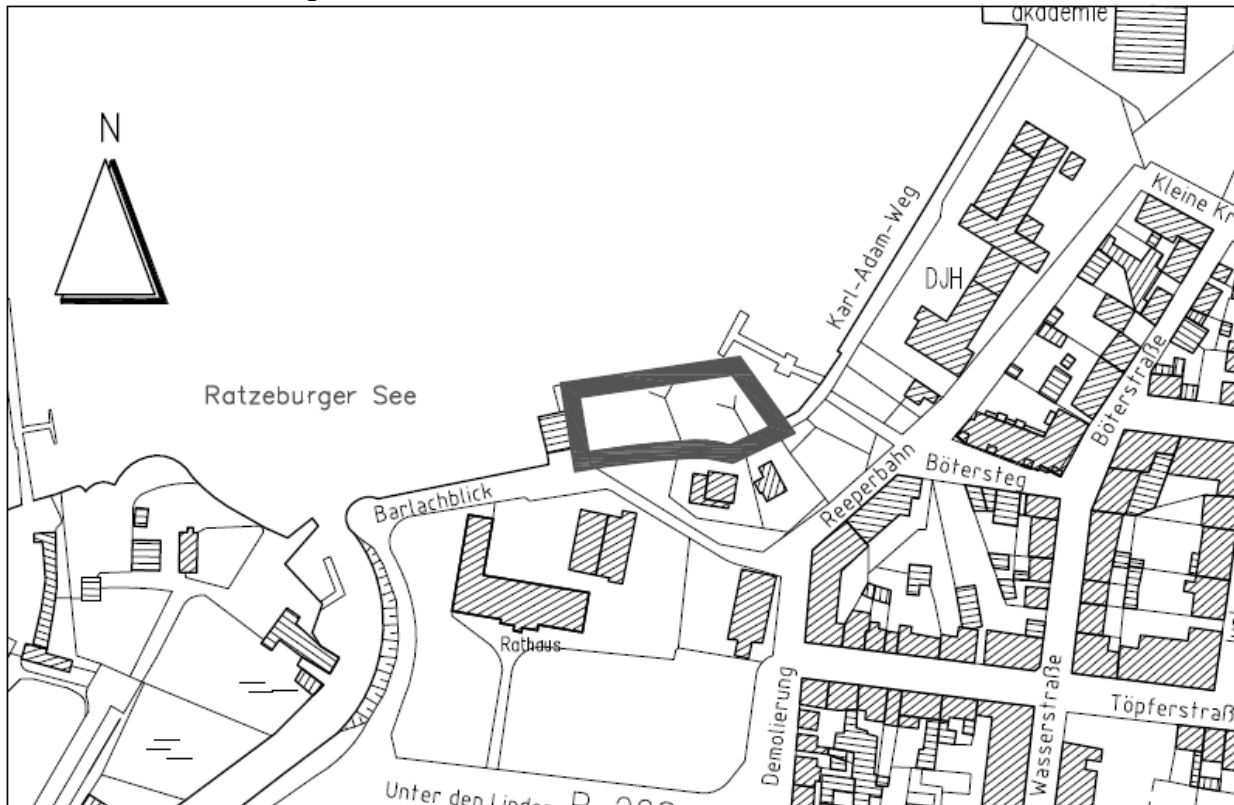 akademie
N
Kleine Kr
Karl-Adam-Weg
DJH
Ratzeburger See
Böterstraße
Bötersteg
Reeperbahn
Barlachblick
Rathaus
Demolierung
Wasserstraße
Töpferstraß
Unter den Linden